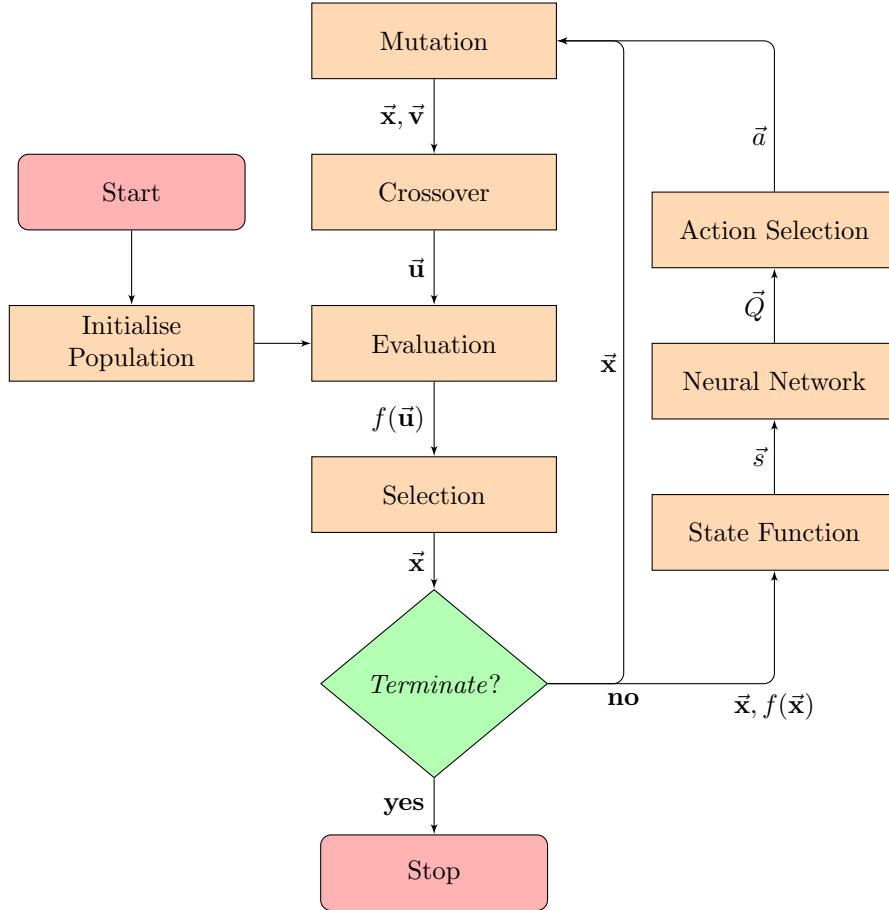 Mutation
x⃗, v⃗
a⃗
Start
Crossover
Action Selection
u⃗
Q⃗
Initialise
Population
Evaluation
x⃗
Neural Network
f(u⃗)
s⃗
Selection
State Function
x⃗
Terminate?
no
x⃗, f(x⃗)
yes
Stop